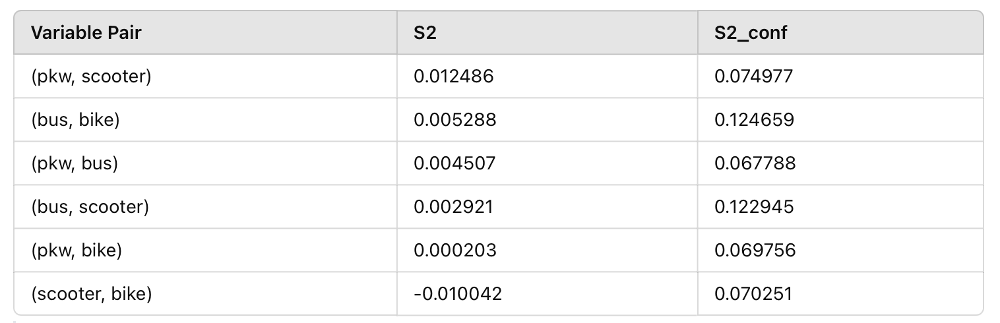 Variable Pair S2 S2_conf
(pkw, scooter) 0.012486 0.074977
(bus, bike) 0.005288 0.124659
(pkw, bus) 0.004507 0.067788
(bus, scooter) 0.002921 0.122945
(pkw, bike) 0.000203 0.069756
(scooter, bike) -0.010042 0.070251